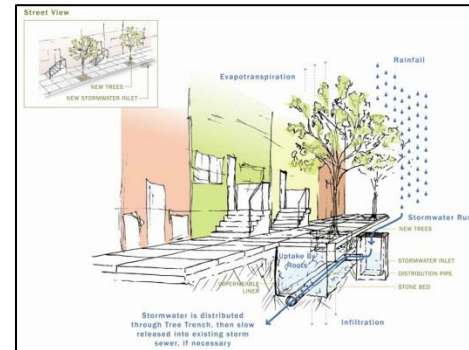 Street View
NEW TREES
NEW STORMWATER INLET
Evapotranspiration
Rainfall
Stormwater Ru
NEW TREES
Uptake By
Roots
STORMWATER INLET
DISTRIBUTION PIPE
IMPERMEABLE
LINER
STONE BED
Stormwater is distributed
through Tree Trench, then slow
released into existing storm
sewer, if necessary
Infiltration